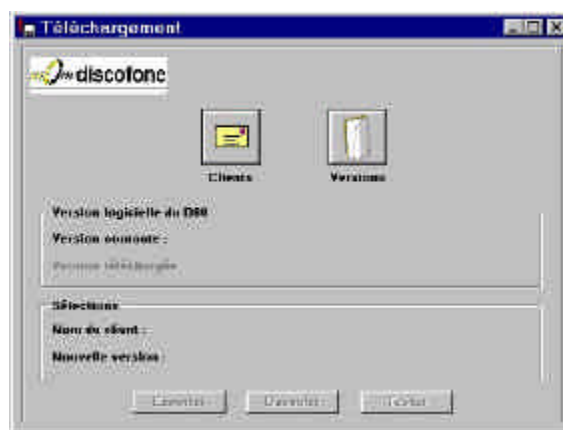 Téléchargement
discofone
Clients Versions
Version logicielle du D80
Version courante :
Version téléchargée
Sélections
Nom du client :
Nouvelle version :